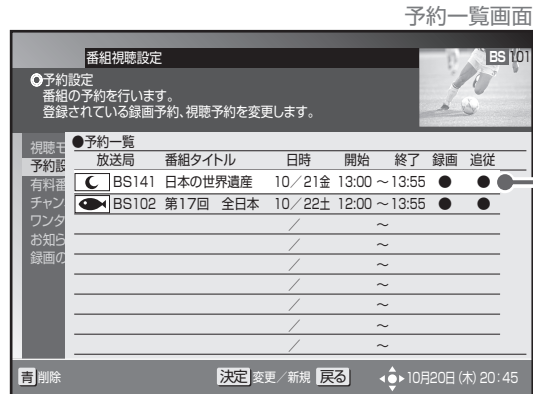 予約一覧画面
番組視聴設定
BS 101
予約設定
番組の予約を行います。
登録されている録画予約、視聴予約を変更します。
視聴モ
予約設
有料番
チャン
ワンタ
お知ら
録画の
●予約一覧
放送局 番組タイトル 日時 開始 終了 録画 追従
BS141 日本の世界遺産 10/21金 13:00 〜13:55 ● ●
BS102 第17回 全日本 10/22土 12:00 〜13:55 ● ●
/ 〜
/ 〜
/ 〜
/ 〜
/ 〜
/ 〜
/ 〜
青 削除 決定 変更/新規 戻る 10月20日(木) 20:45